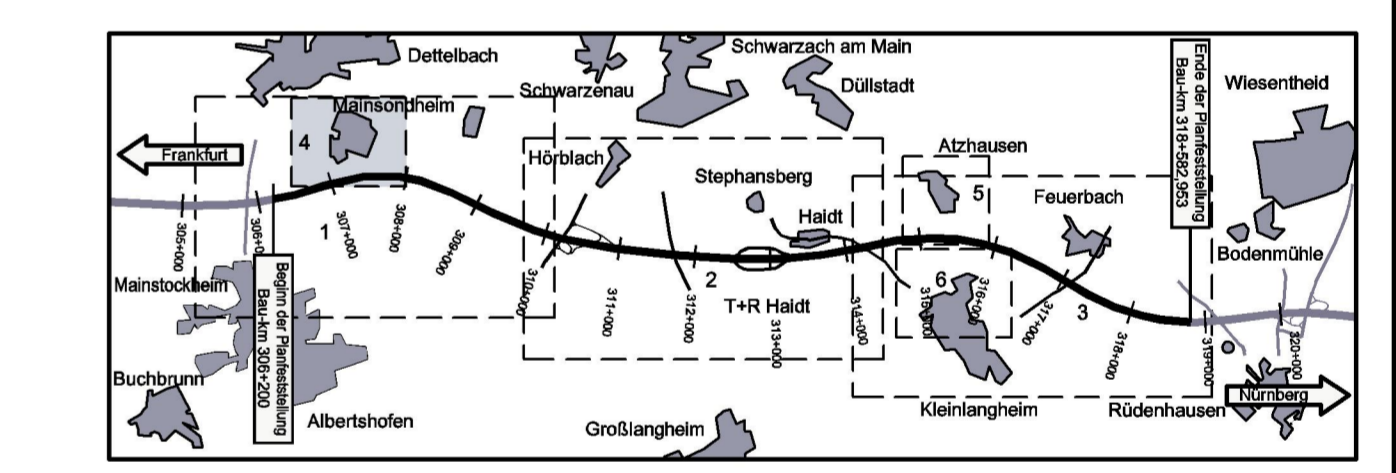 Dettelbach
Schwarzach am Main
Düllstadt
Schwarzenau
Wiesentheid
Mainsondheim
4
Frankfurt
Hörblach
Stephansberg
Atzhausen
5
Feuerbach
Haidt
Ende der Planfeststellung
Bau-km 318+582,953
Bodenmühle
305+000
306+0
307+000
308+000
309+000
1
310+000
311+000
2
312+000
T+R Haidt
313+000
314+000
6
316+000
317+000
3
318+000
319+000
320+000
Mainstockheim
Beginn der Planfeststellung
Bau-km 306+200
Buchbrunn
Albertshofen
Großlangheim
Kleinlangheim
Rüdenhausen
Nürnberg